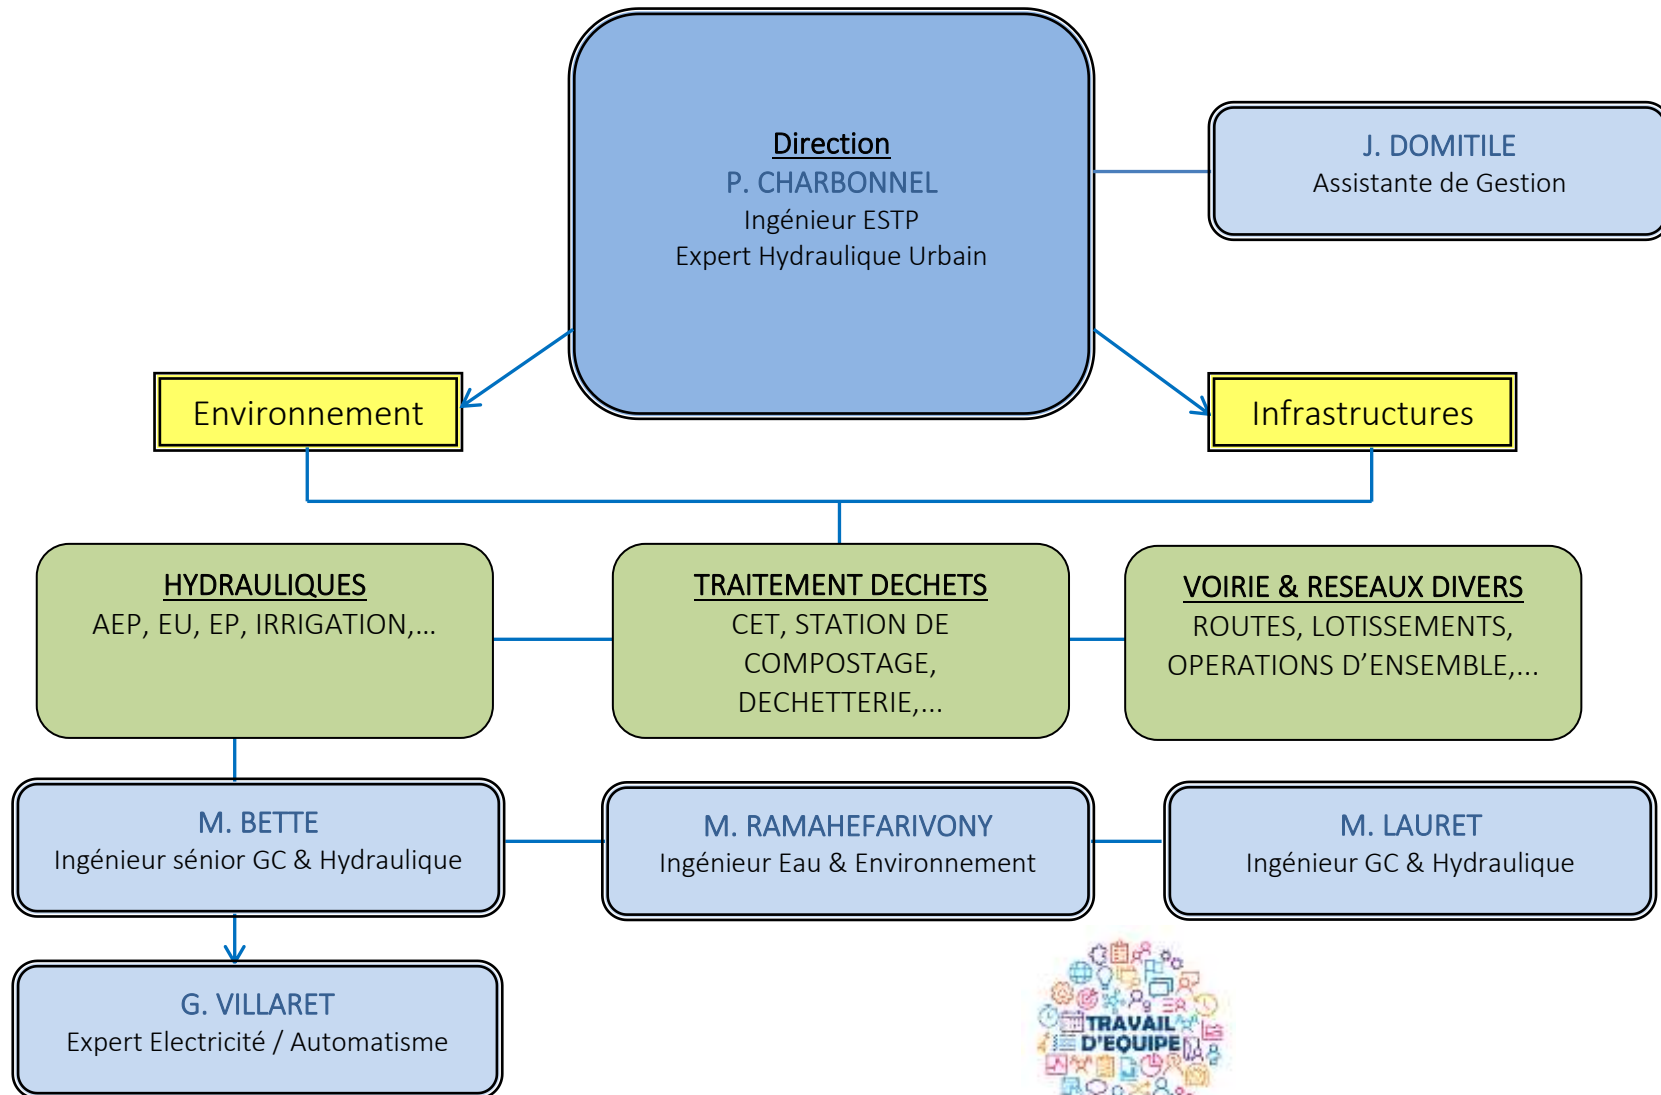 Direction
P. CHARBONNEL
Ingénieur ESTP
Expert Hydraulique Urbain
J. DOMITILE
Assistante de Gestion
Environnement
Infrastructures
HYDRAULIQUES
AEP, EU, EP, IRRIGATION,...
TRAITEMENT DECHETS
CET, STATION DE
COMPOSTAGE,
DECHETTERIE,...
VOIRIE & RESEAUX DIVERS
ROUTES, LOTISSEMENTS,
OPERATIONS D’ENSEMBLE,...
M. BETTE
Ingénieur sénior GC & Hydraulique
M. RAMAHEFARIVONY
Ingénieur Eau & Environnement
M. LAURET
Ingénieur GC & Hydraulique
G. VILLARET
Expert Electricité / Automatisme
TRAVAIL
D'EQUIPE